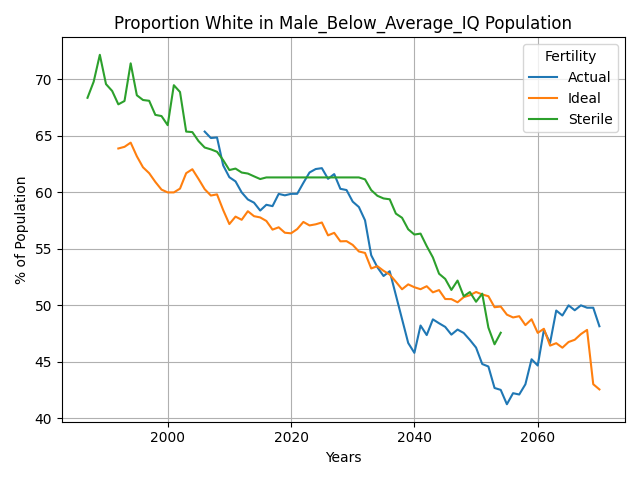 Proportion White in Male_Below_Average_IQ Population
Fertility
Actual
Ideal
Sterile
% of Population
70
65
60
55
50
45
40
2000
2020
2040
2060
Years